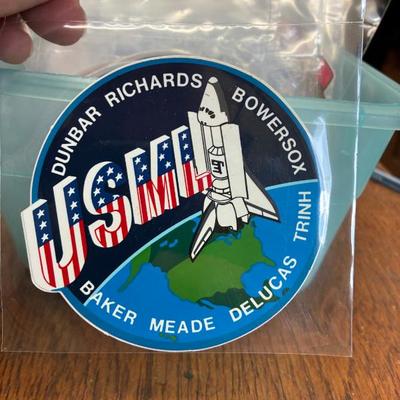 DUNBAR RICHARDS BOWERSOX
USML
BAKER MEADE DELUCAS TRINH